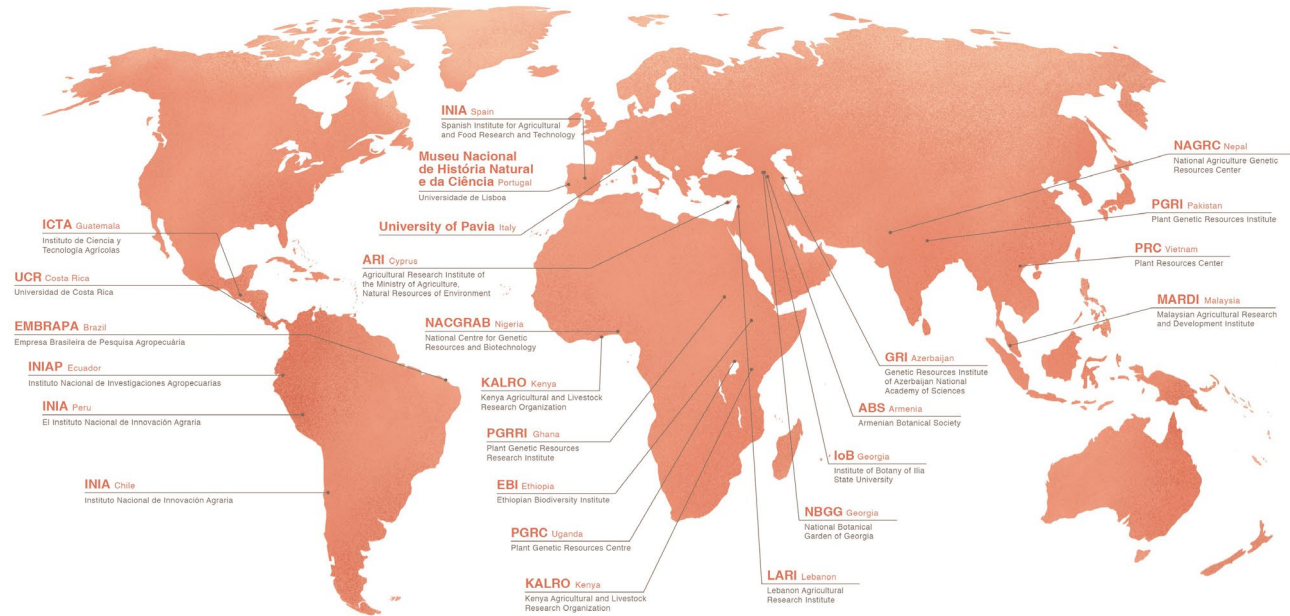 INIA Spain
Spanish Institute for Agricultural
and Food Research and Technology
Museu Nacional
de História Natural
e da Ciência Portugal
Universidade de Lisboa
University of Pavia Italy
ARI Cyprus
Agricultural Research Institute of
the Ministry of Agriculture,
Natural Resources of Environment
NACGRAB Nigeria
National Centre for Genetic
Resources and Biotechnology
KALRO Kenya
Kenya Agricultural and Livestock
Research Organization
PGRRI Ghana
Plant Genetic Resources
Research Institute
EBI Ethiopia
Ethiopian Biodiversity Institute
PGRC Uganda
Plant Genetic Resources Centre
KALRO Kenya
Kenya Agricultural and Livestock
Research Organization
ICTA Guatemala
Instituto de Ciencia y
Tecnología Agrícolas
UCR Costa Rica
Universidad de Costa Rica
EMBRAPA Brazil
Empresa Brasileira de Pesquisa Agropecuária
INIAP Ecuador
Instituto Nacional de Investigaciones Agropecuarias
INIA Peru
El Instituto Nacional de Innovación Agraria
INIA Chile
Instituto Nacional de Innovación Agraria
NAGRC Nepal
National Agriculture Genetic
Resources Center
PGRI Pakistan
Plant Genetic Resources Institute
PRC Vietnam
Plant Resources Center
MARDI Malaysia
Malaysian Agricultural Research
and Development Institute
GRI Azerbaijan
Genetic Resources Institute
of Azerbaijan National
Academy of Sciences
ABS Armenia
Armenian Botanical Society
IoB Georgia
Institute of Botany of Ilia
State University
NBGG Georgia
National Botanical
Garden of Georgia
LARI Lebanon
Lebanon Agricultural
Research Institute